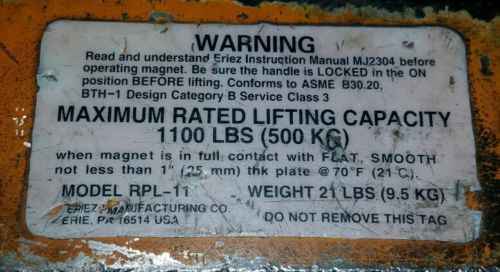 WARNING
Read and understand Eriez Instruction Manual MJ2304 before
operating magnet. Be sure the handle is LOCKED in the ON
position BEFORE lifting. Conforms to ASME B30.20,
BTH-1 Design Category B Service Class 3
MAXIMUM RATED LIFTING CAPACITY
1100 LBS (500 KG)
when magnet is in full contact with FLAT, SMOOTH
not less than 1" (25 mm) thk plate @70°F (21°C).
MODEL RPL-11 WEIGHT 21 LBS (9.5 KG)
ERIEZ MANUFACTURING CO.
ERIE, PA 16514 USA DO NOT REMOVE THIS TAG